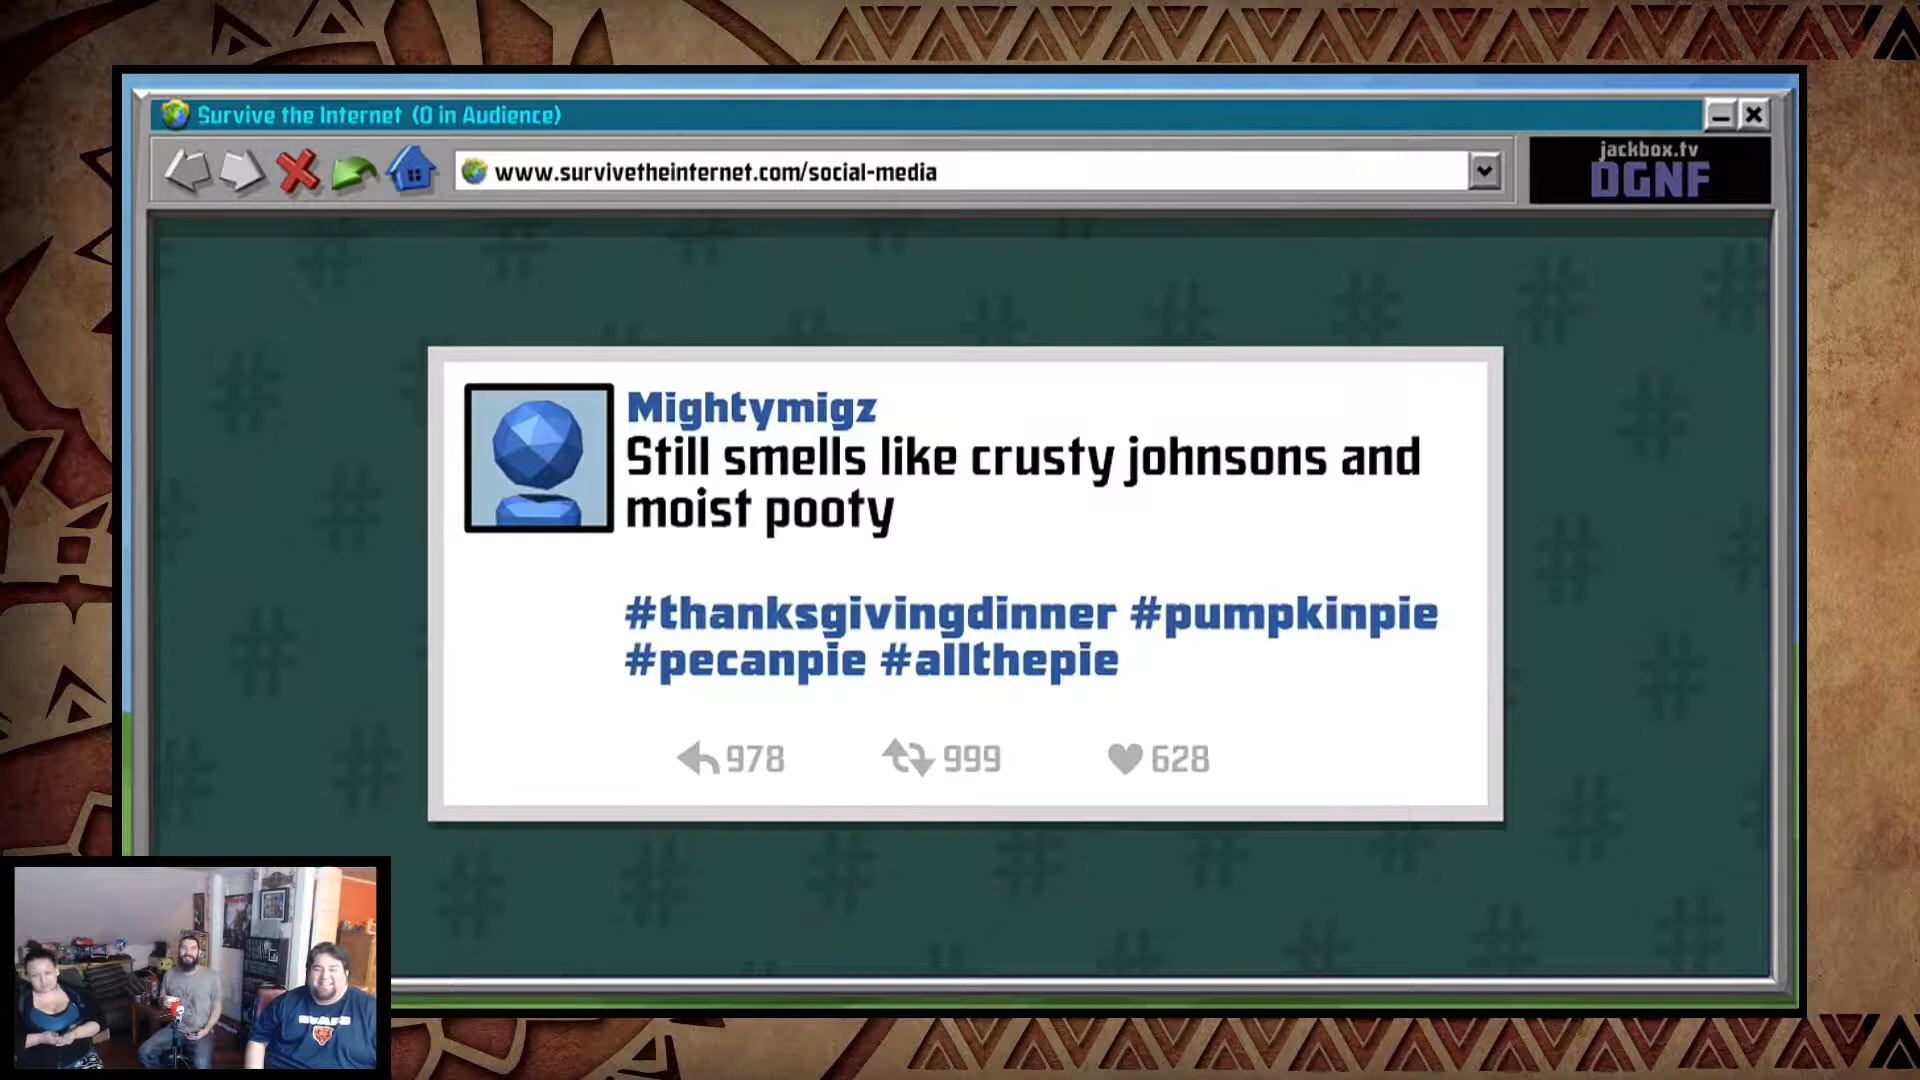 Survive the Internet (0 in Audience)
www.survivetheinternet.com/social-media
jackbox.tv
DGNF
Mightymigz
Still smells like crusty johnsons and
moist pooty
#thanksgivingdinner #pumpkinpie
#pecanpie #allthepie
978 999 628
BEARS